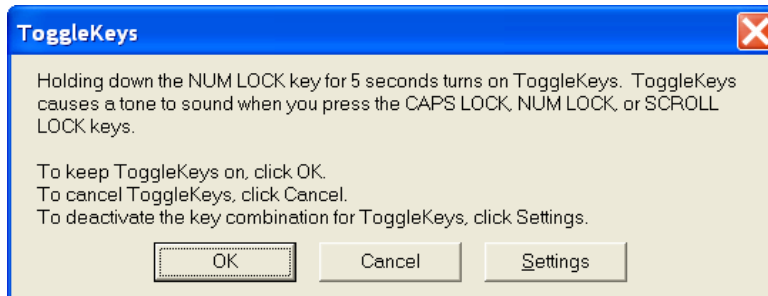 ToggleKeys
Holding down the NUM LOCK key for 5 seconds turns on ToggleKeys. ToggleKeys
causes a tone to sound when you press the CAPS LOCK, NUM LOCK, or SCROLL
LOCK keys.
To keep ToggleKeys on, click OK.
To cancel ToggleKeys, click Cancel.
To deactivate the key combination for ToggleKeys, click Settings.
OK Cancel Settings